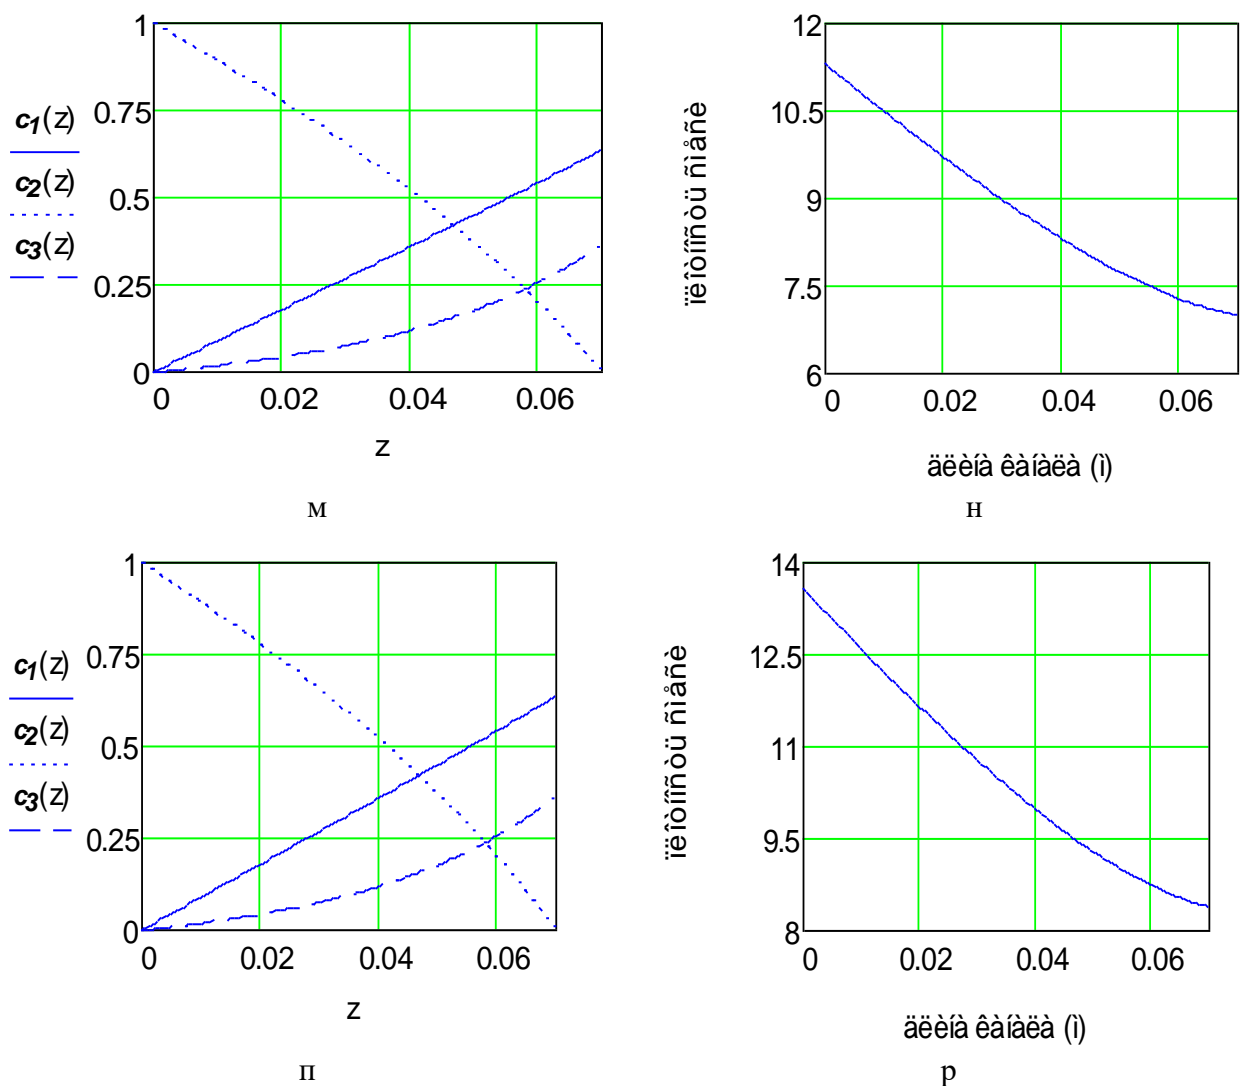 1
0.75
0.5
0.25
0
c1(z)
c2(z)
c3(z)
0 0.02 0.04 0.06
z
м
12
10.5
9
7.5
6
ïëîòíîñòü ñìåñè
0 0.02 0.04 0.06
äëèíà êàíàëà (ì)
н
1
0.75
0.5
0.25
0
c1(z)
c2(z)
c3(z)
0 0.02 0.04 0.06
z
п
14
12.5
11
9.5
8
ïëîòíîñòü ñìåñè
0 0.02 0.04 0.06
äëèíà êàíàëà (ì)
р